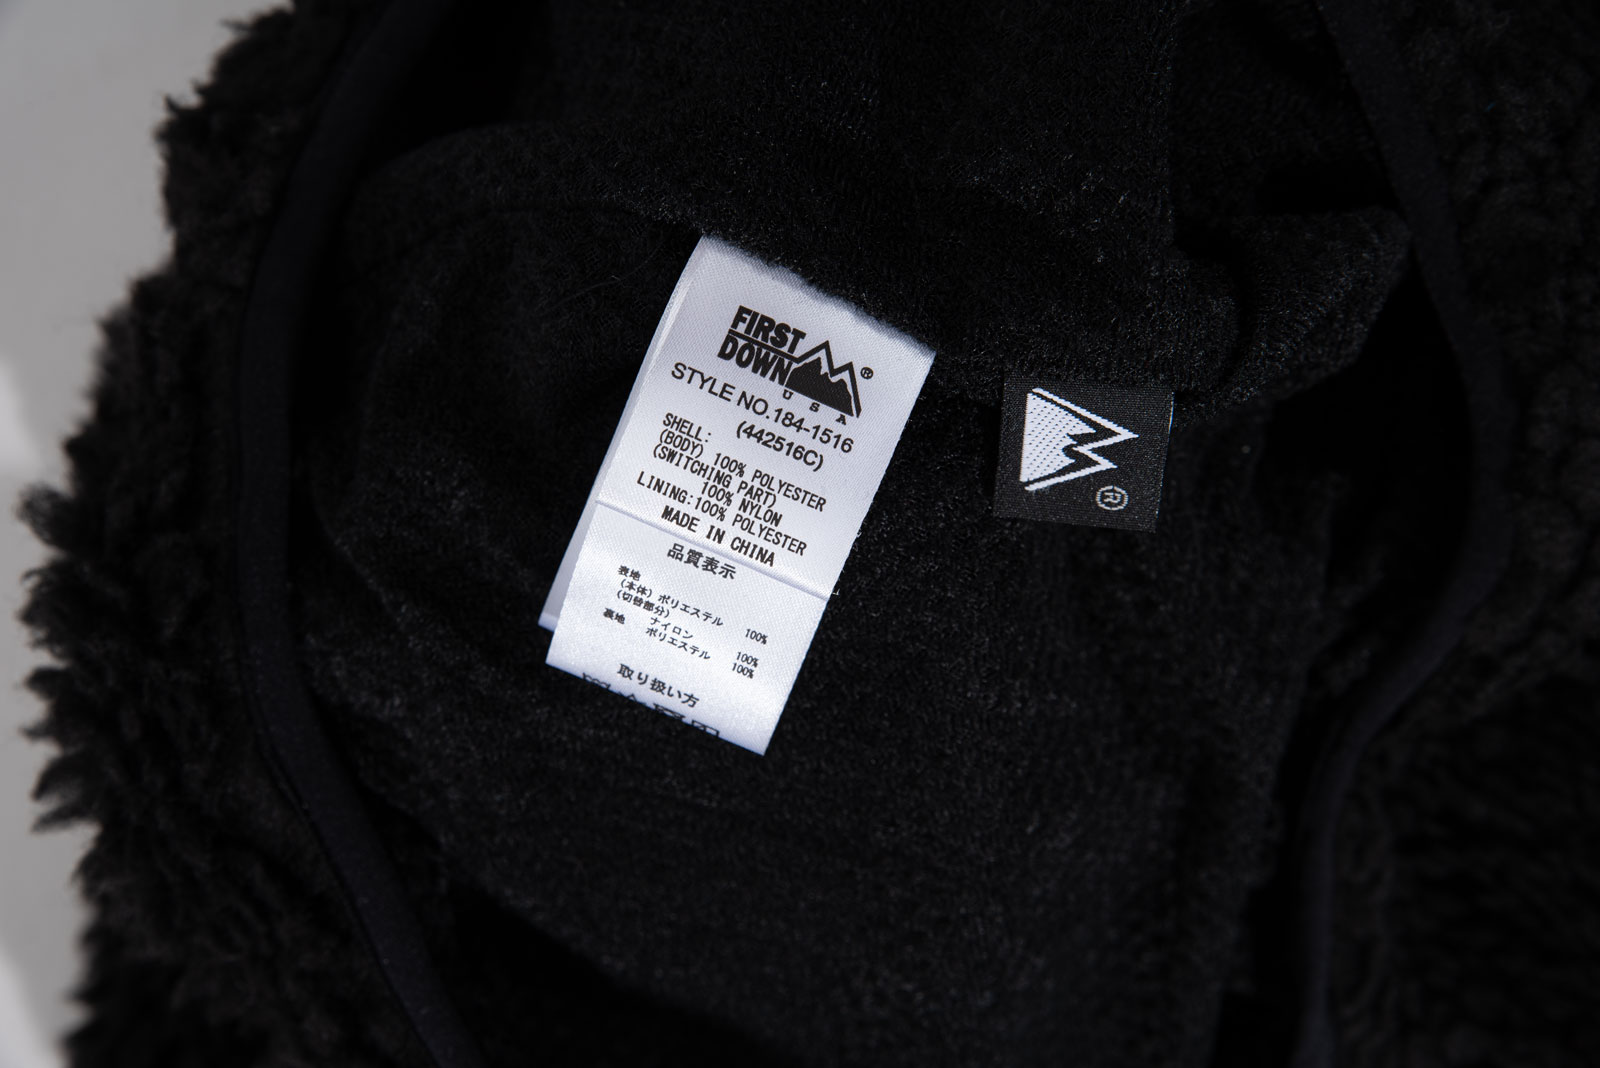 FIRST
DOWN
USA
®
STYLE NO.184-1516
(442516C)
SHELL:
(BODY) 100% POLYESTER
(SWITCHING PART)
100% NYLON
LINING:100% POLYESTER
MADE IN CHINA
品質表示
表地
(本体) ポリエステル 100%
(切替部分)
ナイロン 100%
裏地 ポリエステル 100%
取り扱い方
®